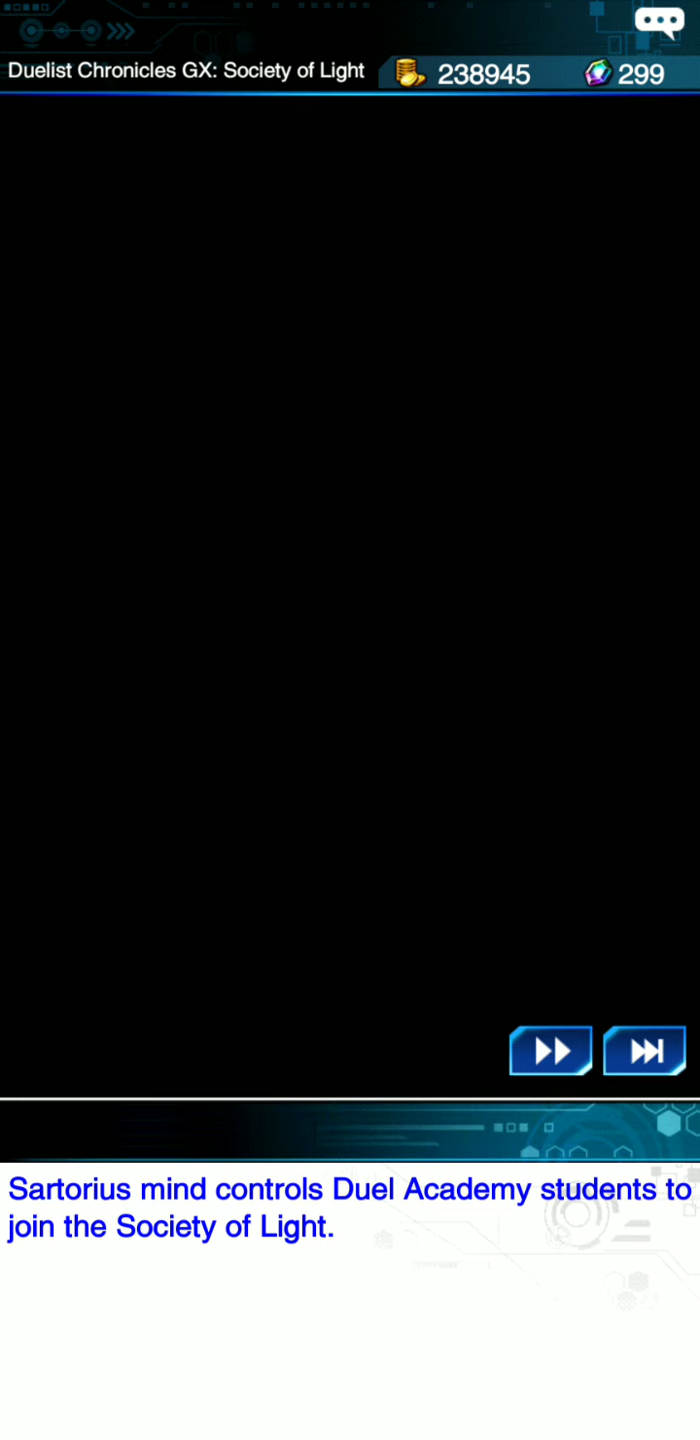 Duelist Chronicles GX: Society of Light 238945 299
Sartorius mind controls Duel Academy students to
join the Society of Light.